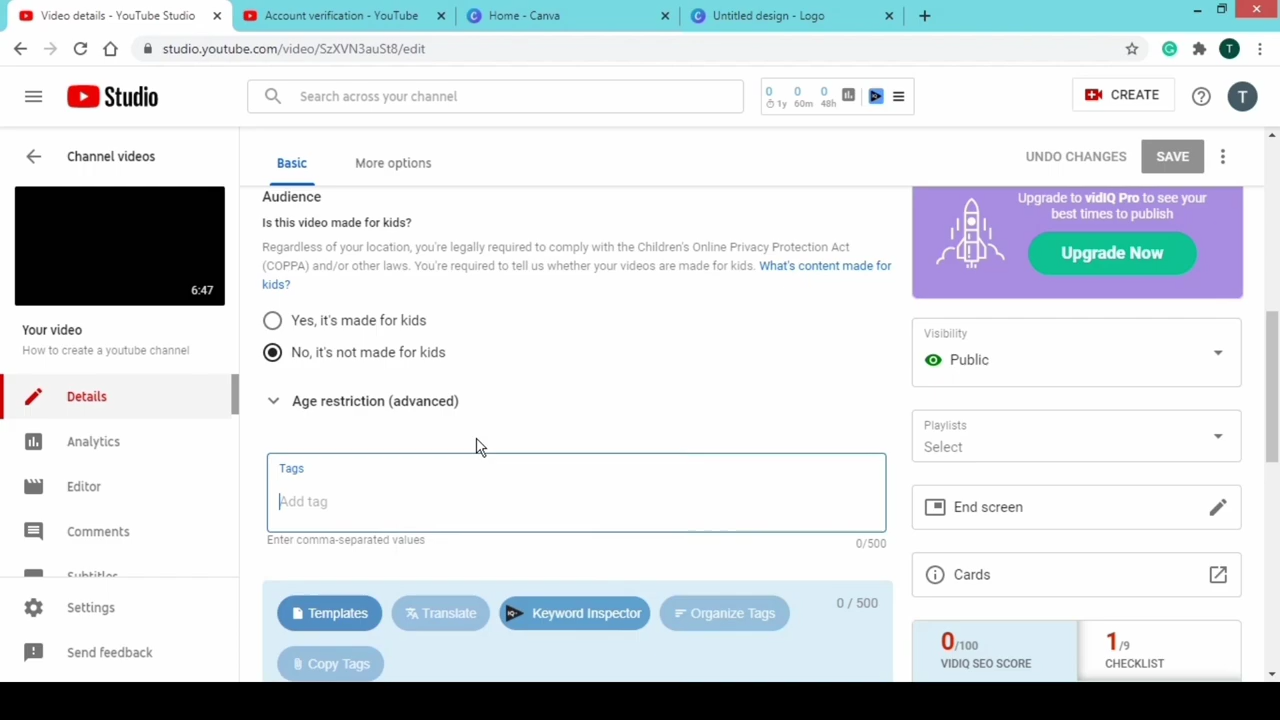 Video details - YouTube Studio
Account verification - YouTube
Home - Canva
Untitled design - Logo
studio.youtube.com/video/SzXVN3auSt8/edit
T
Studio
Search across your channel
0 0 0
1y 60m 48h
CREATE
T
Channel videos
Basic
More options
UNDO CHANGES
SAVE
6:47
Your video
How to create a youtube channel
Details
Analytics
Editor
Comments
Subtitles
Settings
Send feedback
Audience
Is this video made for kids?
Regardless of your location, you're legally required to comply with the Children's Online Privacy Protection Act
(COPPA) and/or other laws. You're required to tell us whether your videos are made for kids. What's content made for
kids?
Yes, it's made for kids
No, it's not made for kids
Age restriction (advanced)
Tags
Add tag
Enter comma-separated values
0/500
Templates
Translate
Keyword Inspector
Organize Tags
0 / 500
Copy Tags
Upgrade to vidIQ Pro to see your
best times to publish
Upgrade Now
Visibility
Public
Playlists
Select
End screen
Cards
0/100
VIDIQ SEO SCORE
1/9
CHECKLIST